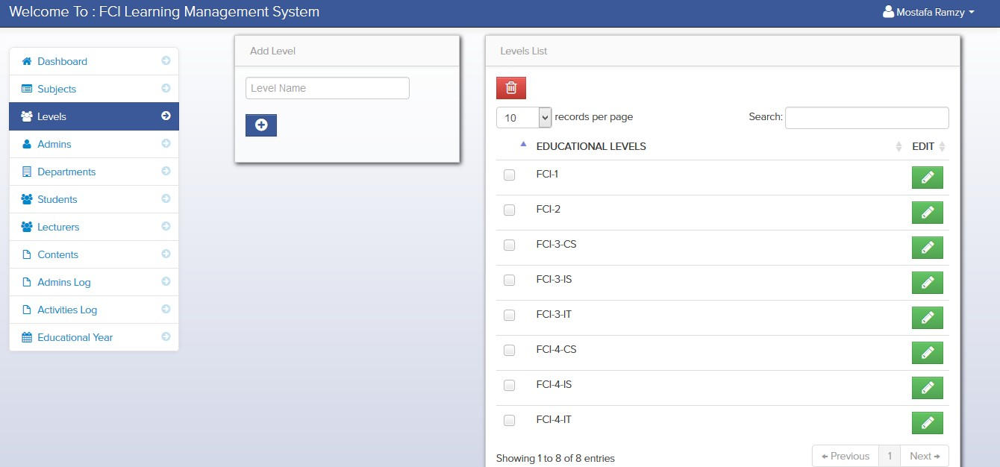 Welcome To : FCI Learning Management System
Mostafa Ramzy
Dashboard
Subjects
Levels
Admins
Departments
Students
Lecturers
Contents
Admins Log
Activities Log
Educational Year
Add Level
Level Name
Levels List
10 records per page
Search:
EDUCATIONAL LEVELS EDIT
FCI-1
FCI-2
FCI-3-CS
FCI-3-IS
FCI-3-IT
FCI-4-CS
FCI-4-IS
FCI-4-IT
Showing 1 to 8 of 8 entries
← Previous 1 Next →